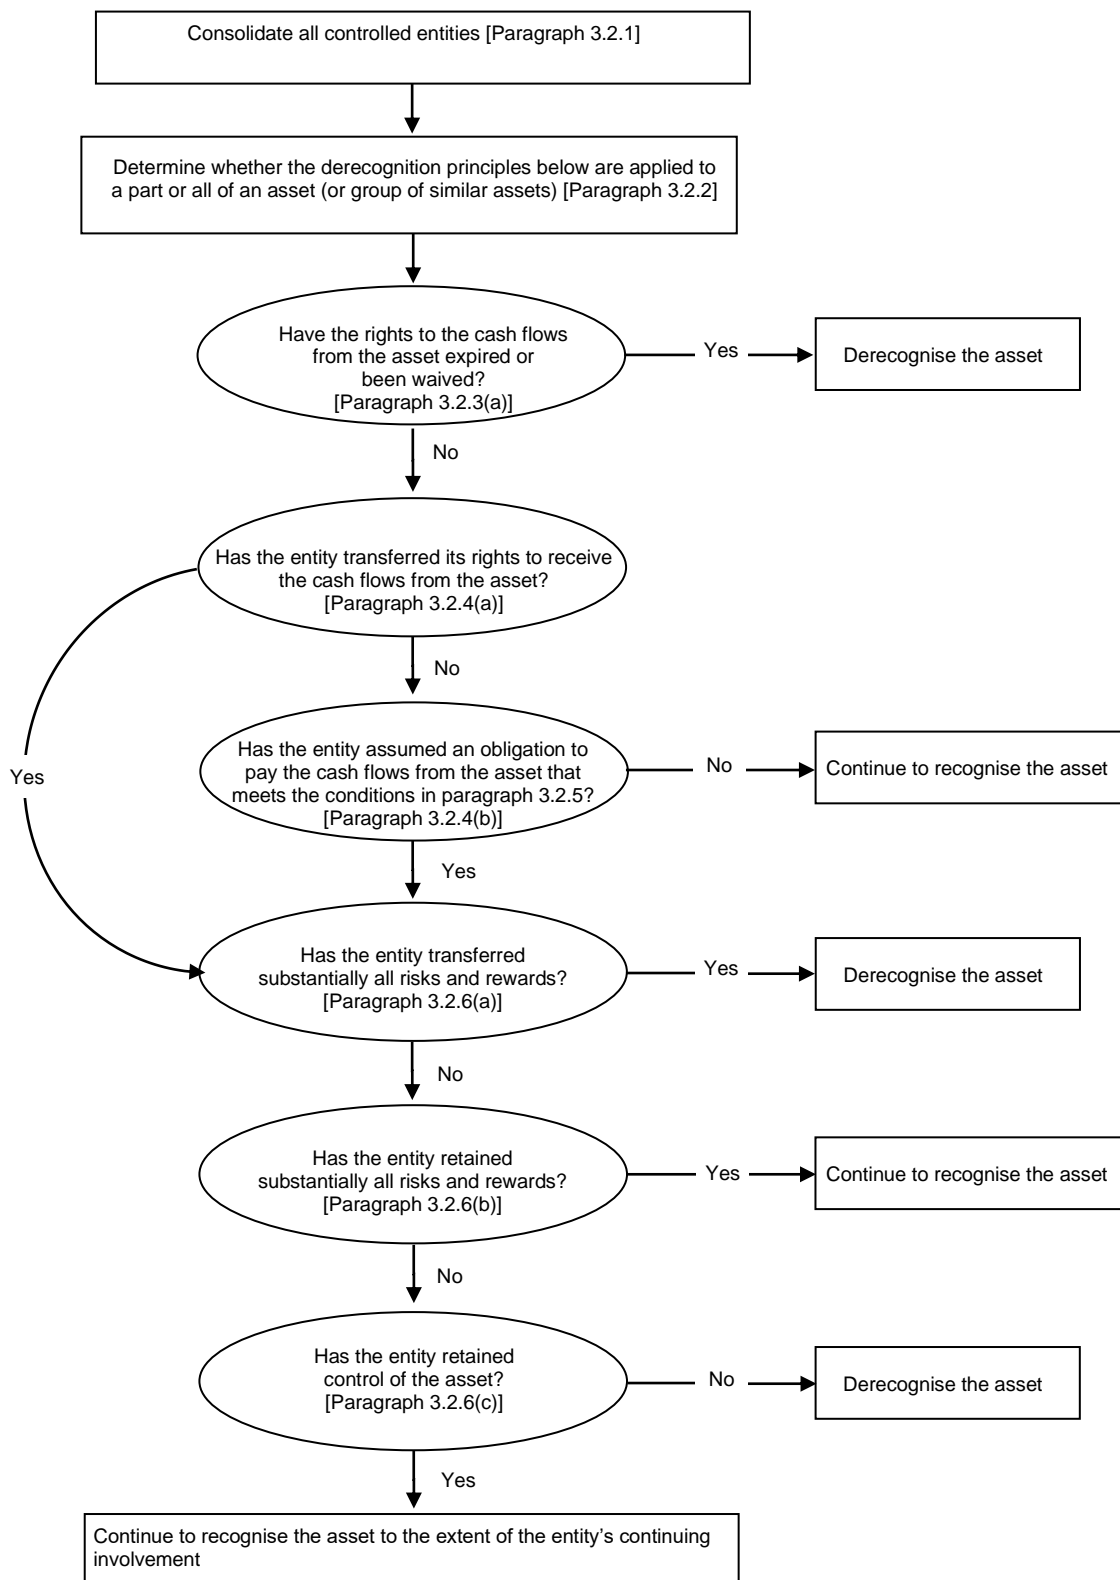 Consolidate all controlled entities [Paragraph 3.2.1]
Determine whether the derecognition principles below are applied to
a part or all of an asset (or group of similar assets) [Paragraph 3.2.2]
Have the rights to the cash flows
from the asset expired or
been waived?
[Paragraph 3.2.3(a)]
Yes
Derecognise the asset
No
Has the entity transferred its rights to receive
the cash flows from the asset?
[Paragraph 3.2.4(a)]
No
Yes
Has the entity assumed an obligation to
pay the cash flows from the asset that
meets the conditions in paragraph 3.2.5?
[Paragraph 3.2.4(b)]
No
Continue to recognise the asset
Yes
Has the entity transferred
substantially all risks and rewards?
[Paragraph 3.2.6(a)]
Yes
Derecognise the asset
No
Has the entity retained
substantially all risks and rewards?
[Paragraph 3.2.6(b)]
Yes
Continue to recognise the asset
No
Has the entity retained
control of the asset?
[Paragraph 3.2.6(c)]
No
Derecognise the asset
Yes
Continue to recognise the asset to the extent of the entity’s continuing
involvement